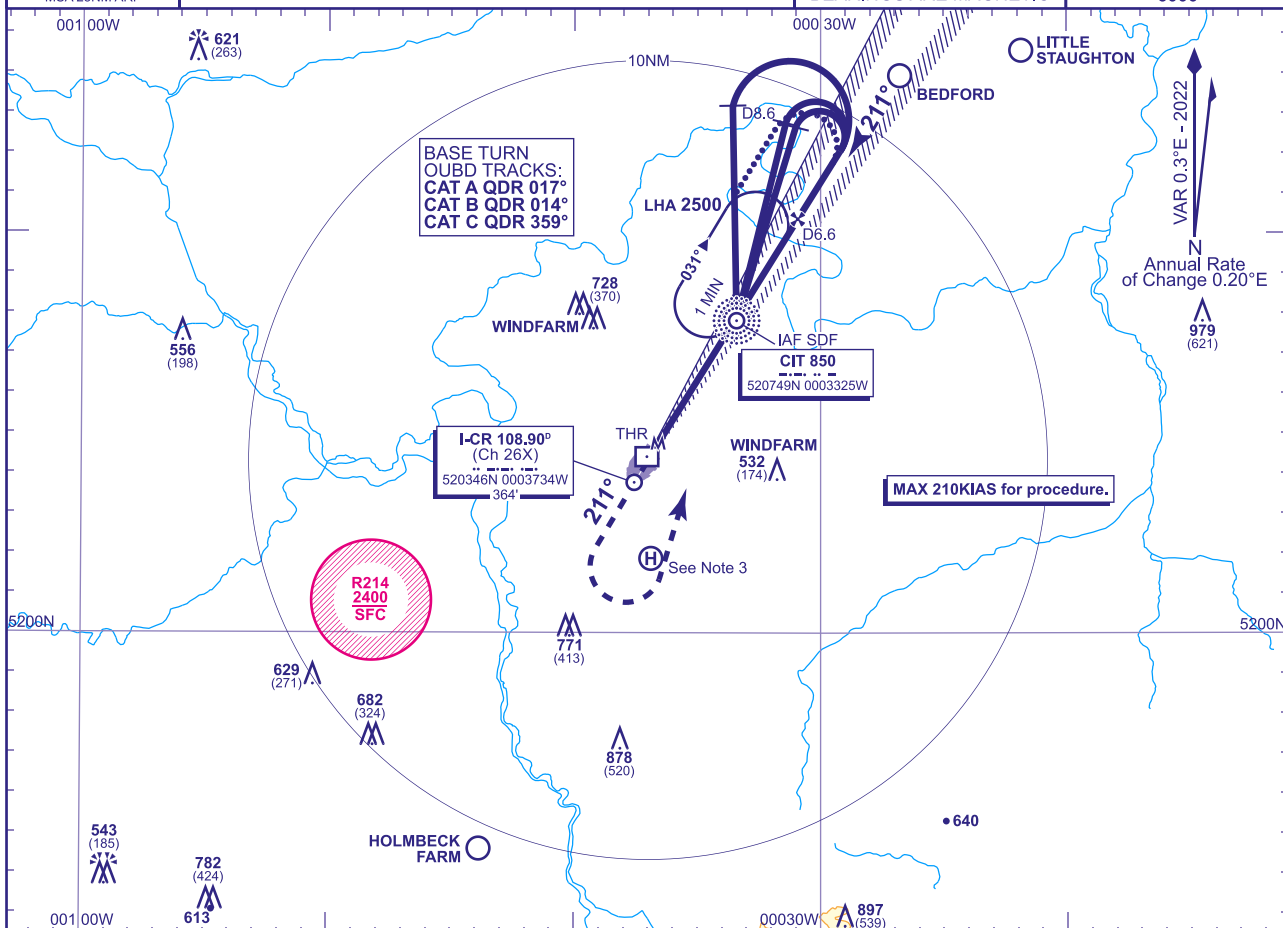 001°00W
000°30W
621
(263)
10NM
LITTLE
STAUGHTON
BEDFORD
211°
D8.6
VAR 0.3°E - 2022
N
Annual Rate
of Change 0.20°E
BASE TURN
OUBD TRACKS:
CAT A QDR 017°
CAT B QDR 014°
CAT C QDR 359°
LHA 2500
D6.6
031°
1 MIN
728
(370)
WINDFARM
556
(198)
979
(621)
IAF SDF
CIT 850
520749N 0003325W
THR
I-CR 108.90ᴰ
(Ch 26X)
520346N 0003734W
364'
WINDFARM
532
(174)
MAX 210KIAS for procedure.
211°
H
See Note 3
R214
2400
SFC
5200N
5200N
771
(413)
629
(271)
682
(324)
878
(520)
640
HOLMBECK
FARM
543
(185)
782
(424)
613
897
(539)
001°00W
000°30W